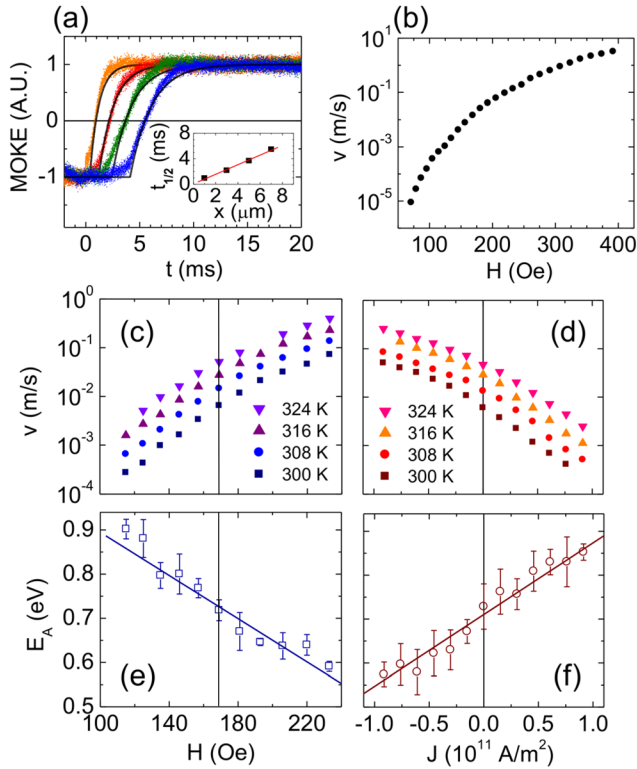 (a)
MOKE (A.U.)
1
0
-1
0 5 10 15 20
t (ms)
t1/2 (ms)
8
4
0
0 2 4 6 8
x (μm)
(b)
v (m/s)
10^1
10^-1
10^-3
10^-5
100 200 300 400
H (Oe)
(c)
v (m/s)
10^0
10^-1
10^-2
10^-3
10^-4
324 K
316 K
308 K
300 K
(d)
324 K
316 K
308 K
300 K
(e)
E_A (eV)
0.9
0.8
0.7
0.6
0.5
100 140 180 220
H (Oe)
(f)
-1.0 -0.5 0.0 0.5 1.0
J (10^11 A/m^2)